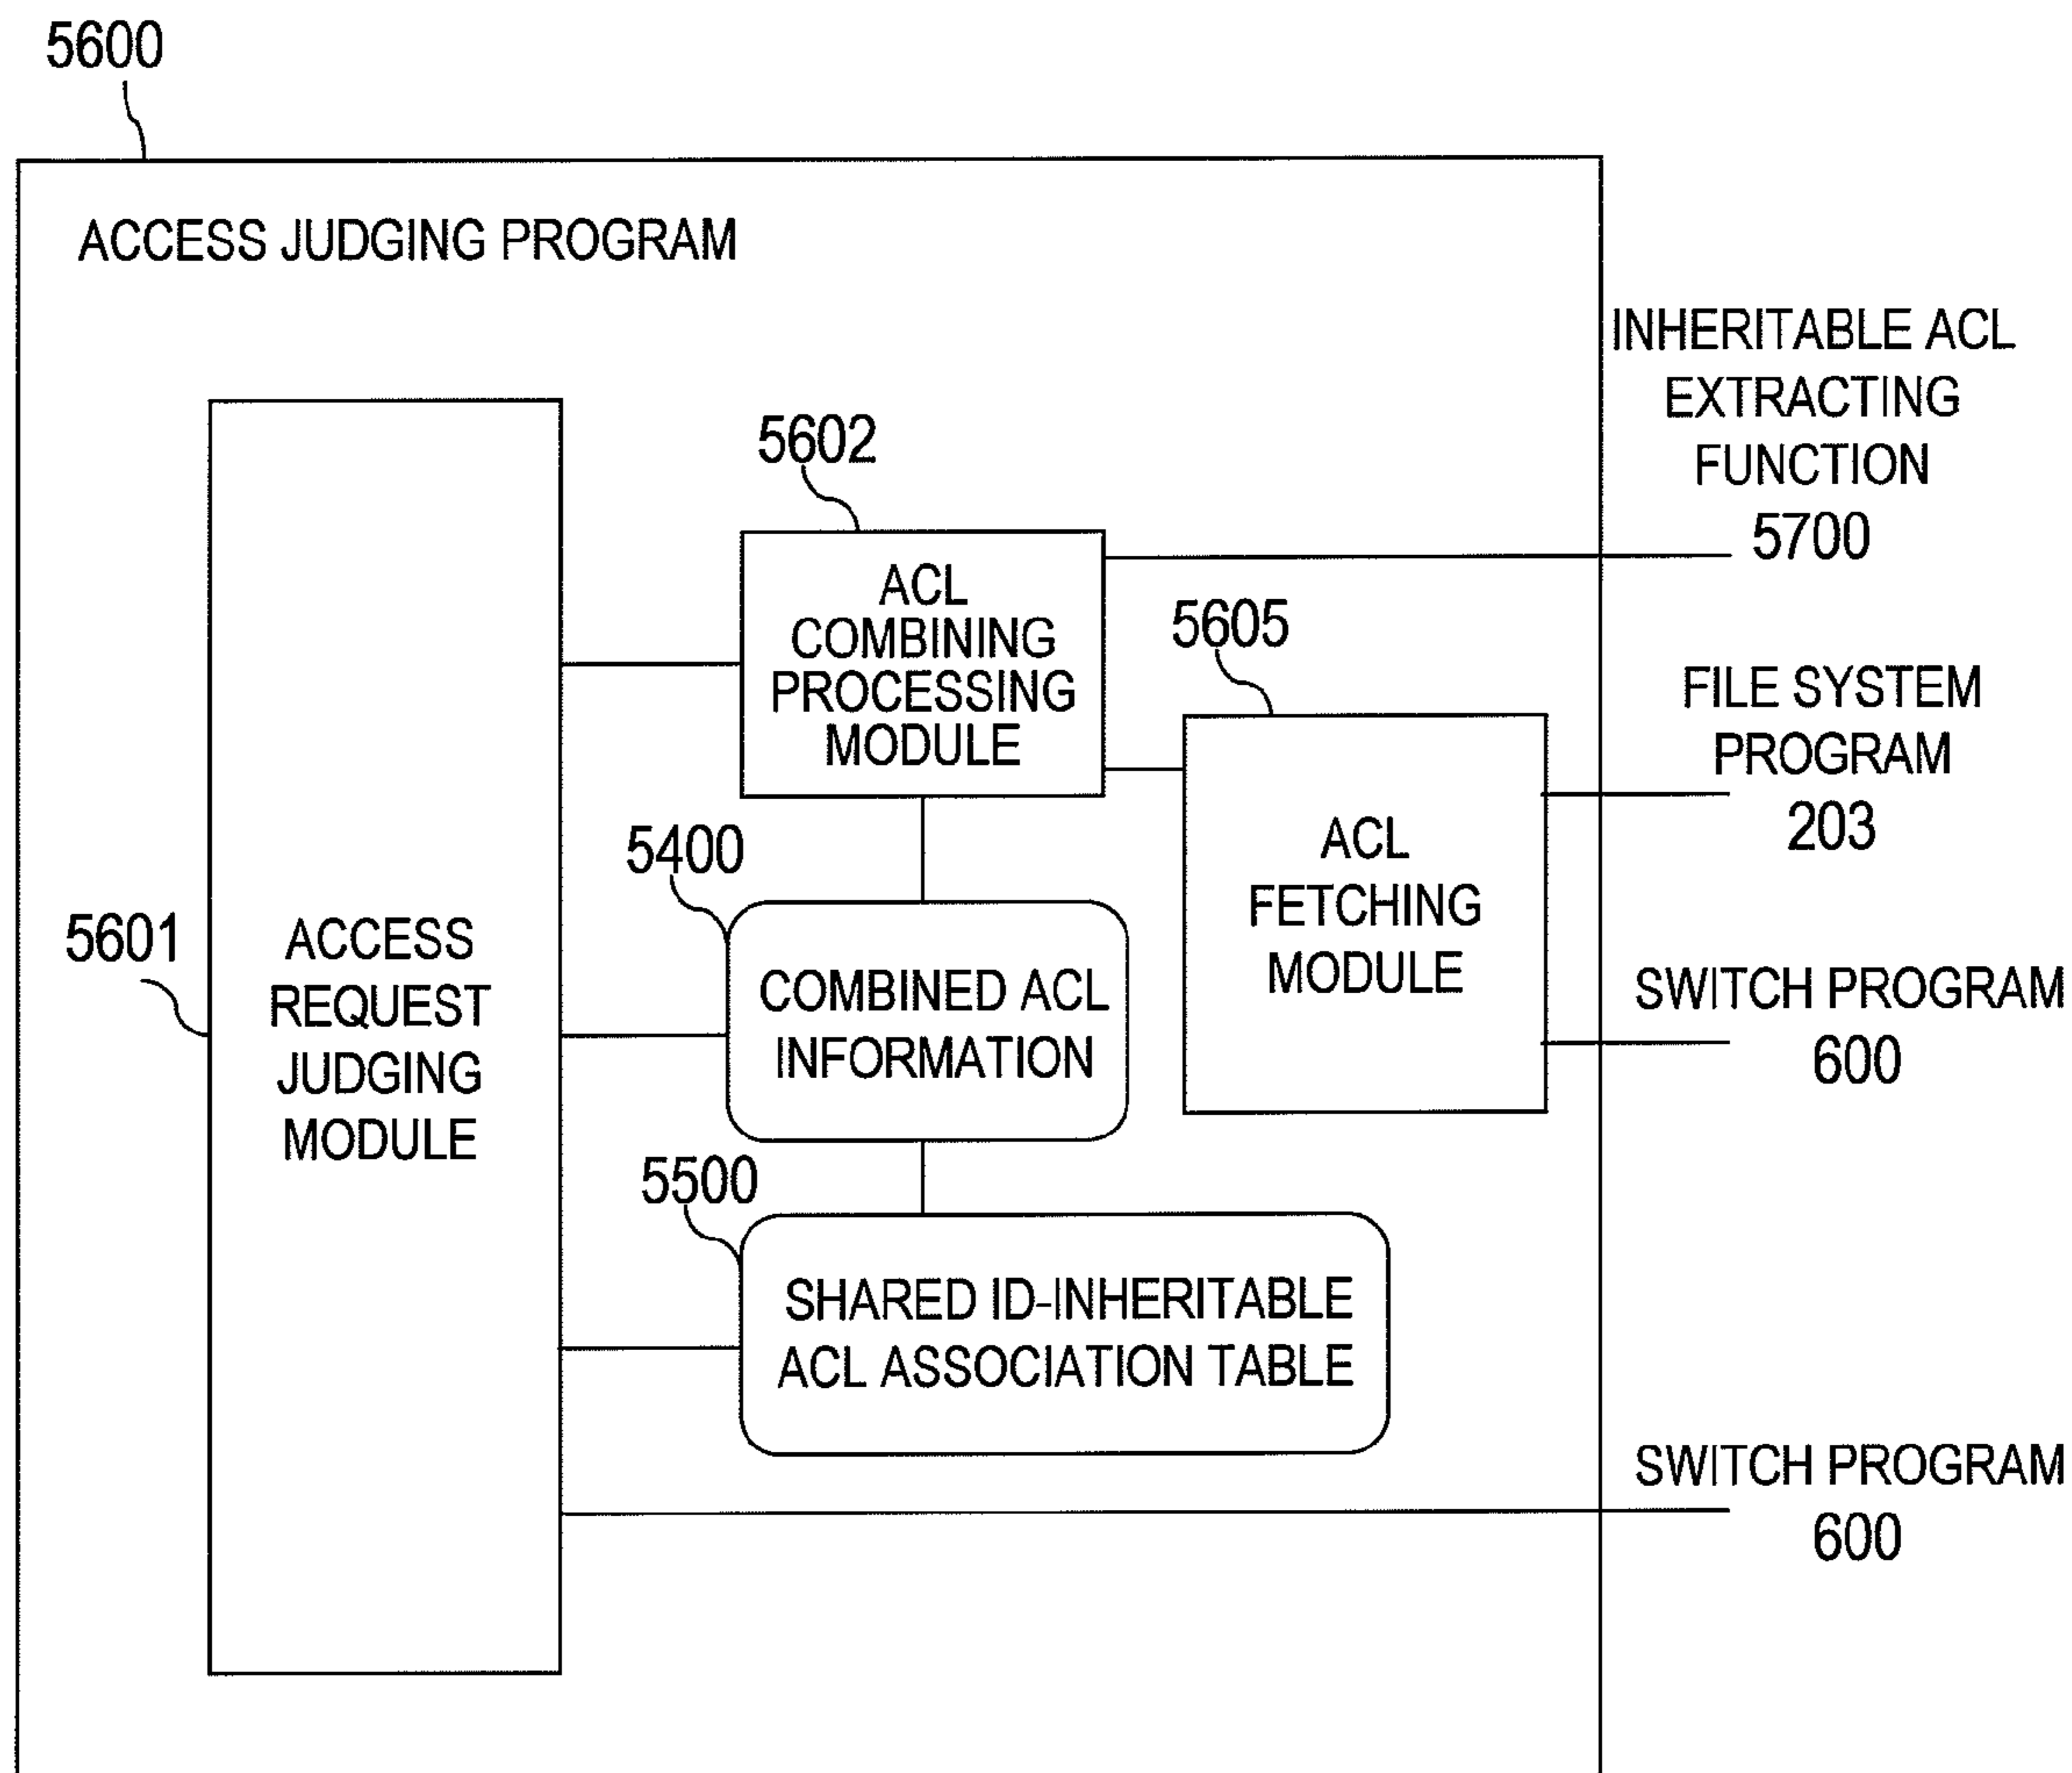 5600
ACCESS JUDGING PROGRAM
INHERITABLE ACL
EXTRACTING
FUNCTION
5700
5602
ACL
COMBINING
PROCESSING
MODULE
5605
FILE SYSTEM
PROGRAM
203
5400
ACL
FETCHING
MODULE
5601
ACCESS
REQUEST
JUDGING
MODULE
COMBINED ACL
INFORMATION
SWITCH PROGRAM
600
5500
SHARED ID-INHERITABLE
ACL ASSOCIATION TABLE
SWITCH PROGRAM
600